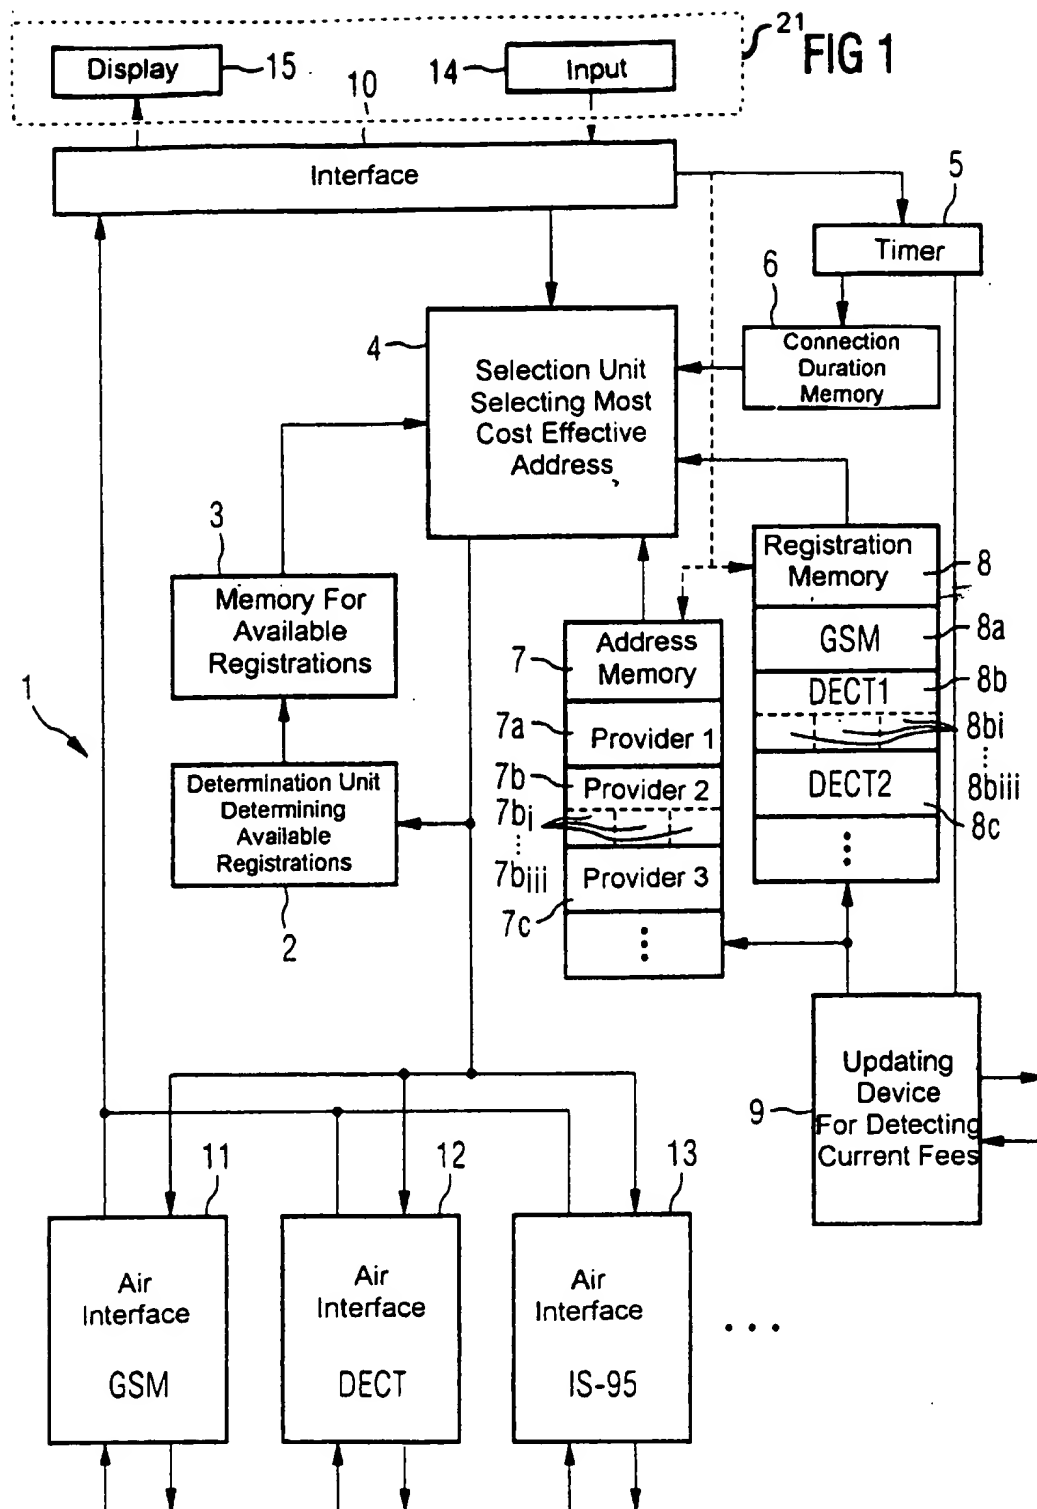 21
FIG 1
Display
15
14
Input
10
Interface
5
Timer
6
Connection
Duration
Memory
4
Selection Unit
Selecting Most
Cost Effective
Address
3
Memory For
Available
Registrations
Registration
Memory
8
GSM
8a
DECT1
8b
8bi
⋮
8biii
DECT2
8c
⋮
7
Address
Memory
7a
Provider 1
7b
Provider 2
7bi
⋮
7biii
Provider 3
7c
⋮
1
Determination Unit
Determining
Available
Registrations
2
9
Updating
Device
For Detecting
Current Fees
11
Air
Interface
GSM
12
Air
Interface
DECT
13
Air
Interface
IS-95
...